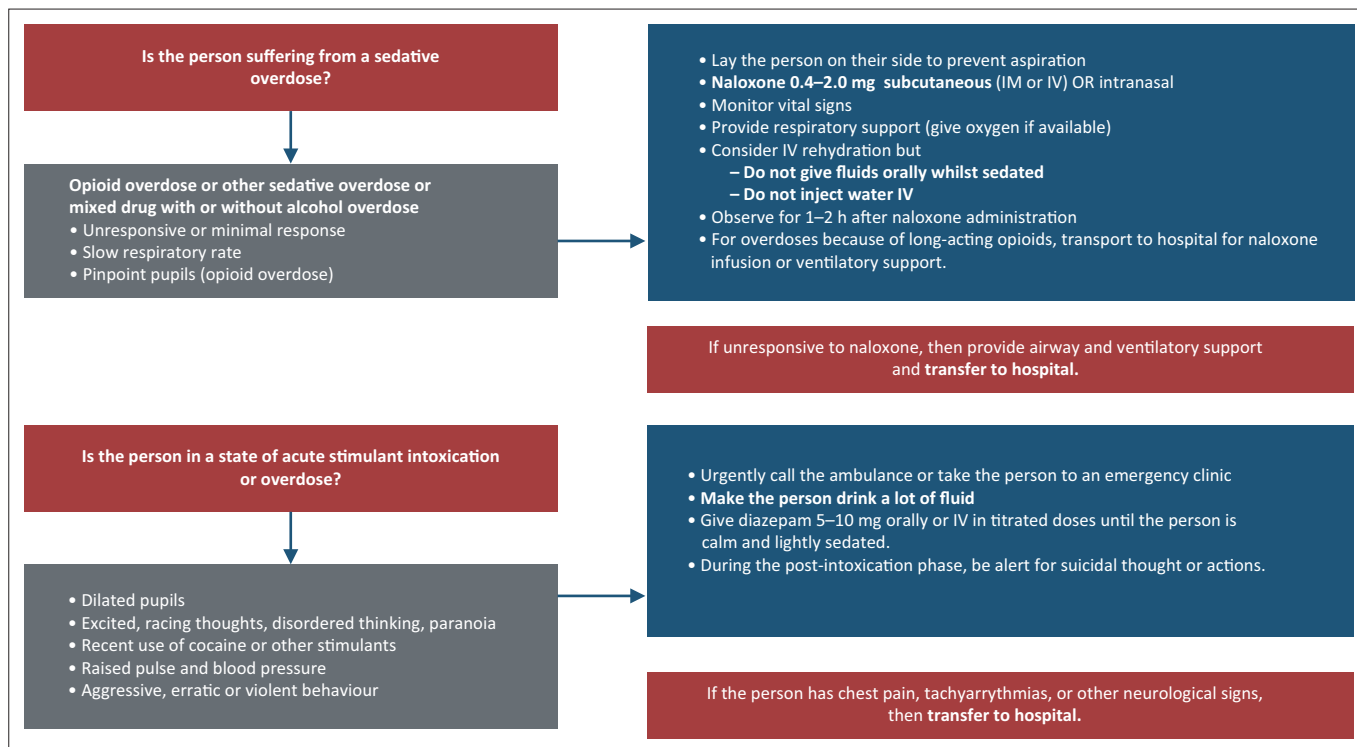 Is the person suffering from a sedative
overdose?
Opioid overdose or other sedative overdose or
mixed drug with or without alcohol overdose
• Unresponsive or minimal response
• Slow respiratory rate
• Pinpoint pupils (opioid overdose)
• Lay the person on their side to prevent aspiration
• Naloxone 0.4–2.0 mg subcutaneous (IM or IV) OR intranasal
• Monitor vital signs
• Provide respiratory support (give oxygen if available)
• Consider IV rehydration but
– Do not give fluids orally whilst sedated
– Do not inject water IV
• Observe for 1–2 h after naloxone administration
• For overdoses because of long-acting opioids, transport to hospital for naloxone
infusion or ventilatory support.
If unresponsive to naloxone, then provide airway and ventilatory support
and transfer to hospital.
Is the person in a state of acute stimulant intoxication
or overdose?
• Dilated pupils
• Excited, racing thoughts, disordered thinking, paranoia
• Recent use of cocaine or other stimulants
• Raised pulse and blood pressure
• Aggressive, erratic or violent behaviour
• Urgently call the ambulance or take the person to an emergency clinic
• Make the person drink a lot of fluid
• Give diazepam 5–10 mg orally or IV in titrated doses until the person is
calm and lightly sedated.
• During the post-intoxication phase, be alert for suicidal thought or actions.
If the person has chest pain, tachyarrythmias, or other neurological signs,
then transfer to hospital.